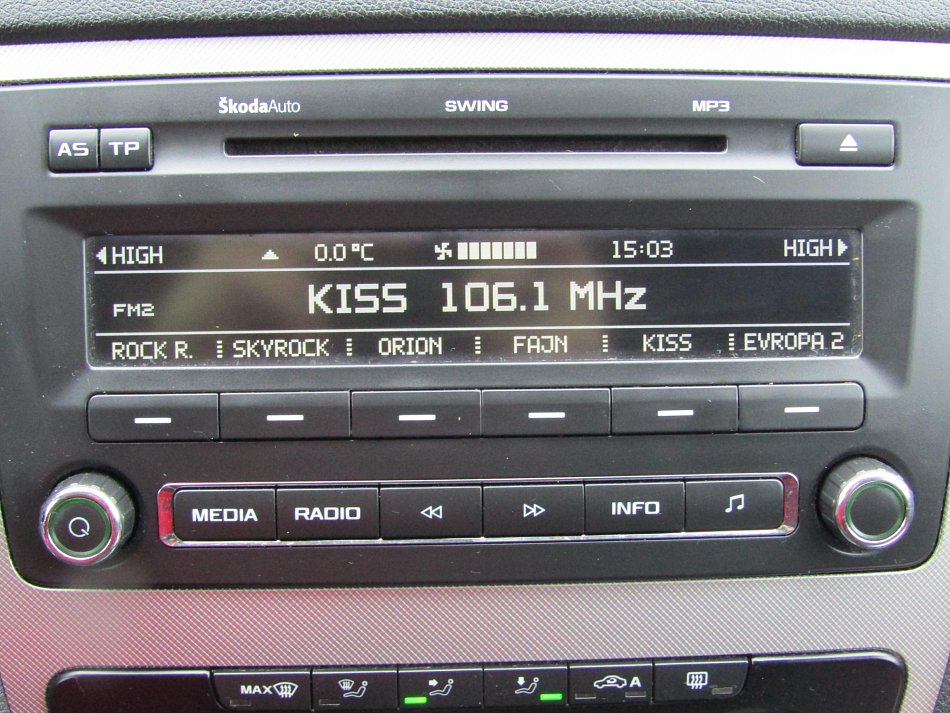 ŠkodaAuto SWING MP3
AS TP
HIGH 0.0 °C 15:03 HIGH
KISS 106.1 MHz
FM2
ROCK R. SKYROCK ORION FAJN KISS EVROPA 2
MEDIA RADIO INFO
MAX A